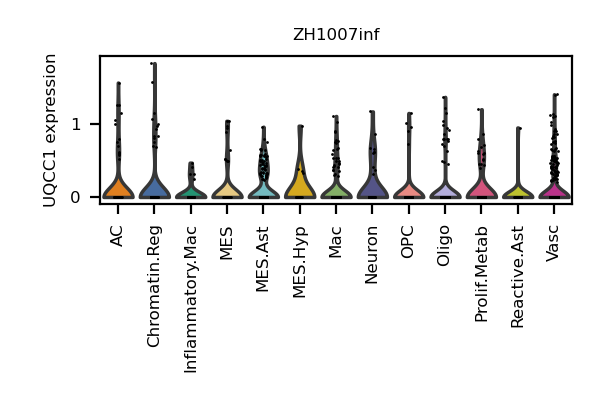 ZH1007inf
UQCC1 expression
1
0
AC
Chromatin.Reg
Inflammatory.Mac
MES
MES.Ast
MES.Hyp
Mac
Neuron
OPC
Oligo
Prolif.Metab
Reactive.Ast
Vasc